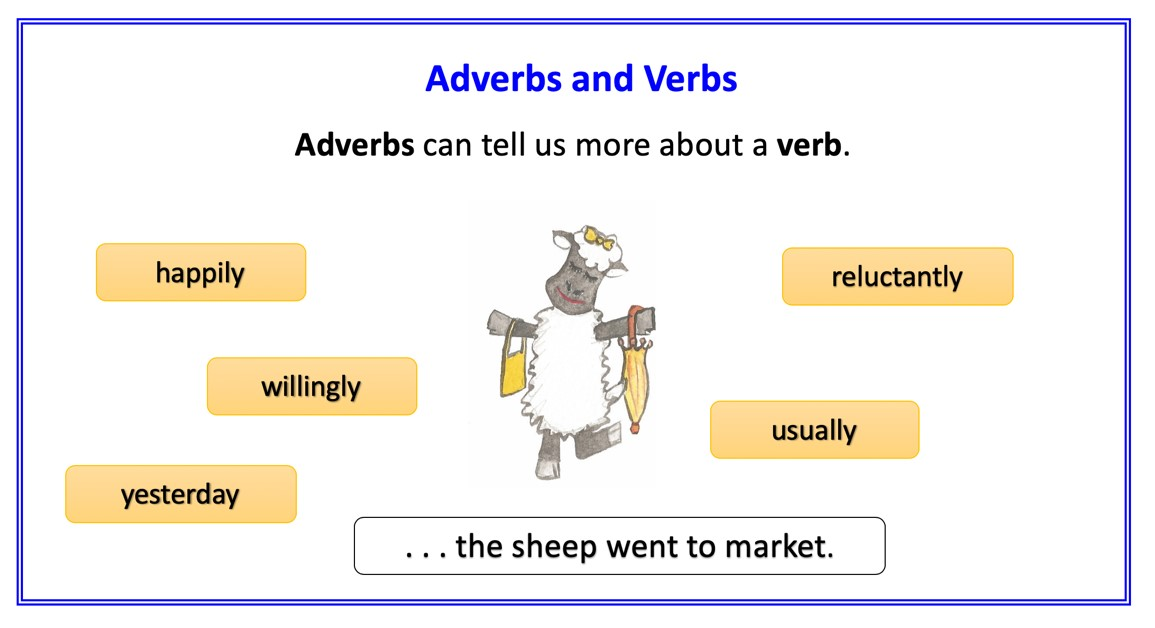 Adverbs and Verbs
Adverbs can tell us more about a verb.
happily
reluctantly
willingly
usually
yesterday
. . . the sheep went to market.